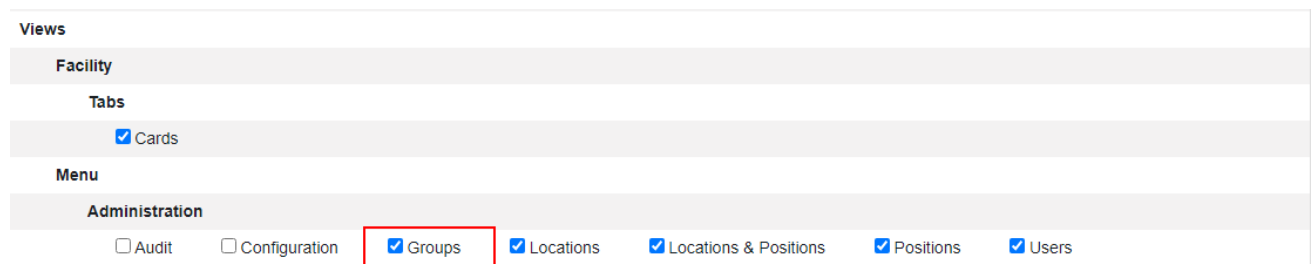 Views
Facility
Tabs
Cards
Menu
Administration
Audit Configuration Groups Locations Locations & Positions Positions Users